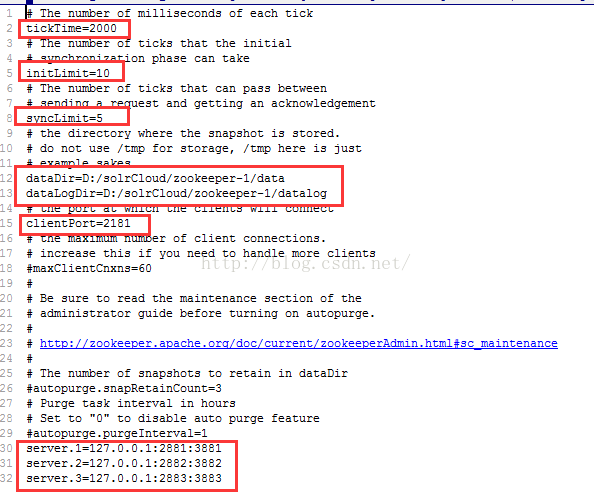 1 # The number of milliseconds of each tick
2 tickTime=2000
3 # The number of ticks that the initial
4 # synchronization phase can take
5 initLimit=10
6 # The number of ticks that can pass between
7 # sending a request and getting an acknowledgement
8 syncLimit=5
9 # the directory where the snapshot is stored.
10 # do not use /tmp for storage, /tmp here is just
11 # example sakes.
12 dataDir=D:/solrCloud/zookeeper-1/data
13 dataLogDir=D:/solrCloud/zookeeper-1/datalog
14 # the port at which the clients will connect
15 clientPort=2181
16 # the maximum number of client connections.
17 # increase this if you need to handle more clients
18 #maxClientCnxns=60
http://blog.csdn.net/
19 #
20 # Be sure to read the maintenance section of the
21 # administrator guide before turning on autopurge.
22 #
23 # http://zookeeper.apache.org/doc/current/zookeeperAdmin.html#sc_maintenance
24 #
25 # The number of snapshots to retain in dataDir
26 #autopurge.snapRetainCount=3
27 # Purge task interval in hours
28 # Set to "0" to disable auto purge feature
29 #autopurge.purgeInterval=1
30 server.1=127.0.0.1:2881:3881
31 server.2=127.0.0.1:2882:3882
32 server.3=127.0.0.1:2883:3883